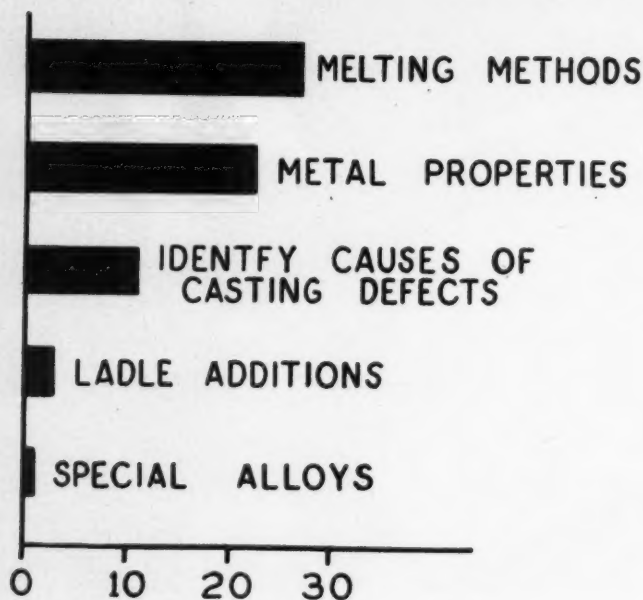 MELTING METHODS
METAL PROPERTIES
IDENTFY CAUSES OF
CASTING DEFECTS
LADLE ADDITIONS
SPECIAL ALLOYS
0 10 20 30